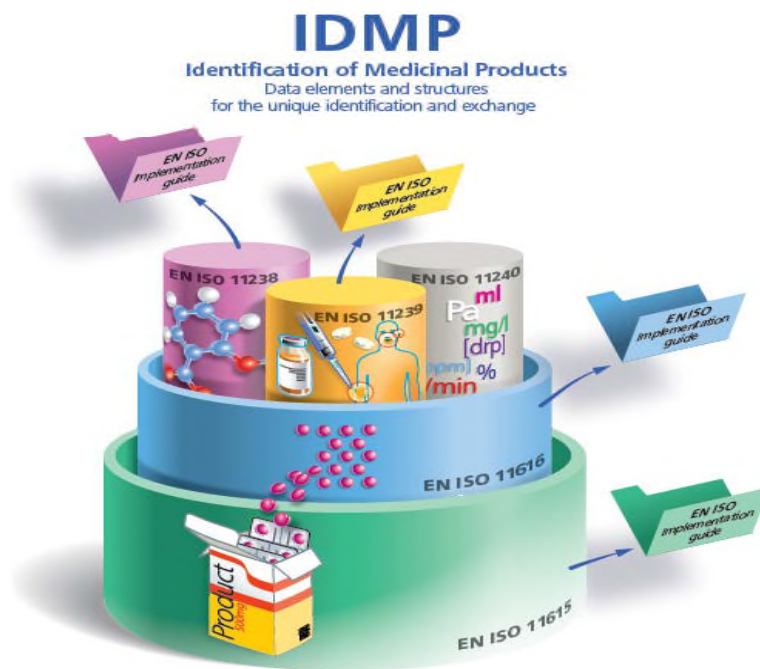 IDMP
Identification of Medicinal Products
Data elements and structures
for the unique identification and exchange
EN ISO
Implementation
guide
EN ISO
Implementation
guide
EN ISO 11238
EN ISO 11239
EN ISO 11240
ml
Pa
mg/l
[drp]
ppm]
%
/min
EN ISO
Implementation
guide
EN ISO 11616
EN ISO
Implementation
guide
Product
500mg
EN ISO 11615